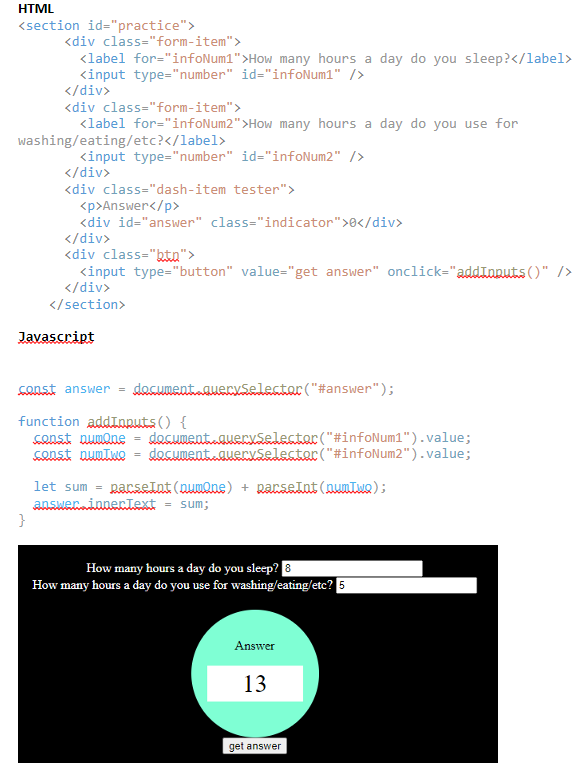 HTML
<section id="practice">
<div class="form-item">
<label for="infoNum1">How many hours a day do you sleep?</label>
<input type="number" id="infoNum1" />
</div>
<div class="form-item">
<label for="infoNum2">How many hours a day do you use for
washing/eating/etc?</label>
<input type="number" id="infoNum2" />
</div>
<div class="dash-item tester">
<p>Answer</p>
<div id="answer" class="indicator">0</div>
</div>
<div class="btn">
<input type="button" value="get answer" onclick="addInputs()" />
</div>
</section>
Javascript
const answer = document.querySelector("#answer");
function addInputs() {
const numOne = document.querySelector("#infoNum1").value;
const numTwo = document.querySelector("#infoNum2").value;
let sum = parseInt(numOne) + parseInt(numTwo);
answer.innerText = sum;
}
How many hours a day do you sleep? 8
How many hours a day do you use for washing/eating/etc? 5
Answer
13
get answer